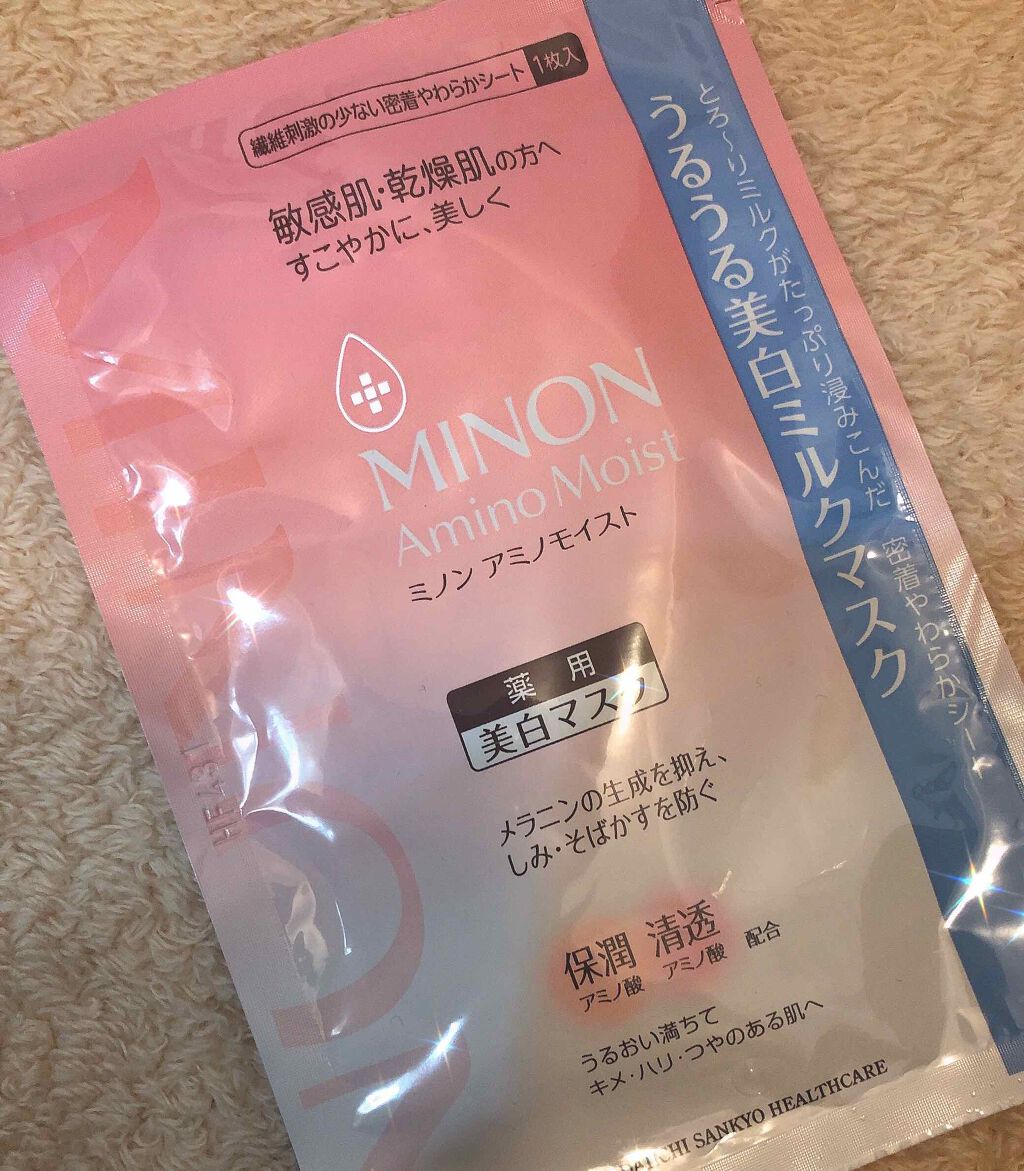 繊維刺激の少ない密着やわらかシート 1枚入
敏感肌・乾燥肌の方へ
すこやかに、美しく
MINON
Amino Moist
ミノン アミノモイスト
薬用
美白マスク
メラニンの生成を抑え、
しみ・そばかすを防ぐ
保潤 清透 配合
アミノ酸 アミノ酸
うるおい満ちて
キメ・ハリ・つやのある肌へ
DAIICHI SANKYO HEALTHCARE
とろ〜りミルクがたっぷり浸みこんだ 密着やわらかシート
うるうる美白ミルクマスク
MINON